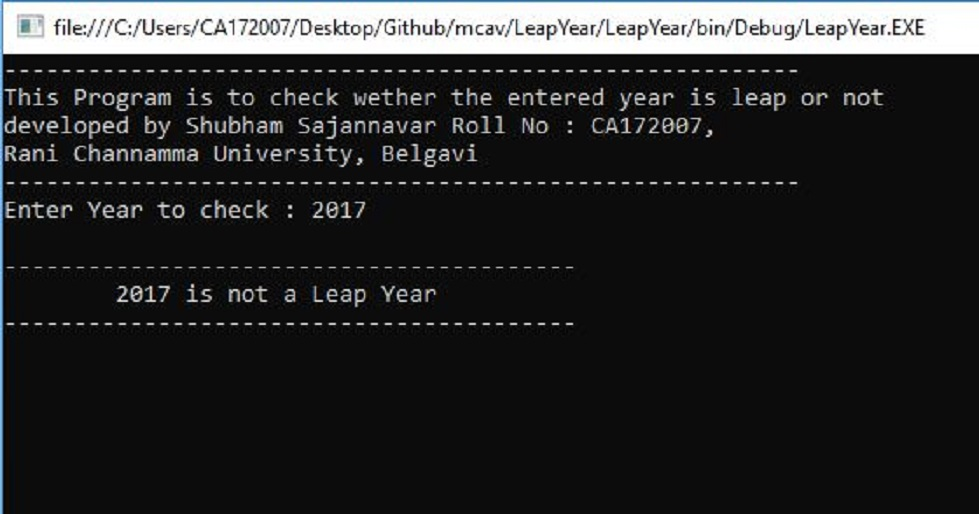 file:///C:/Users/CA172007/Desktop/Github/mcav/LeapYear/LeapYear/bin/Debug/LeapYear.EXE
---------------------------------------------------------
This Program is to check wether the entered year is leap or not
developed by Shubham Sajannavar Roll No : CA172007,
Rani Channamma University, Belgavi
---------------------------------------------------------
Enter Year to check : 2017
-----------------------------------------
2017 is not a Leap Year
-----------------------------------------